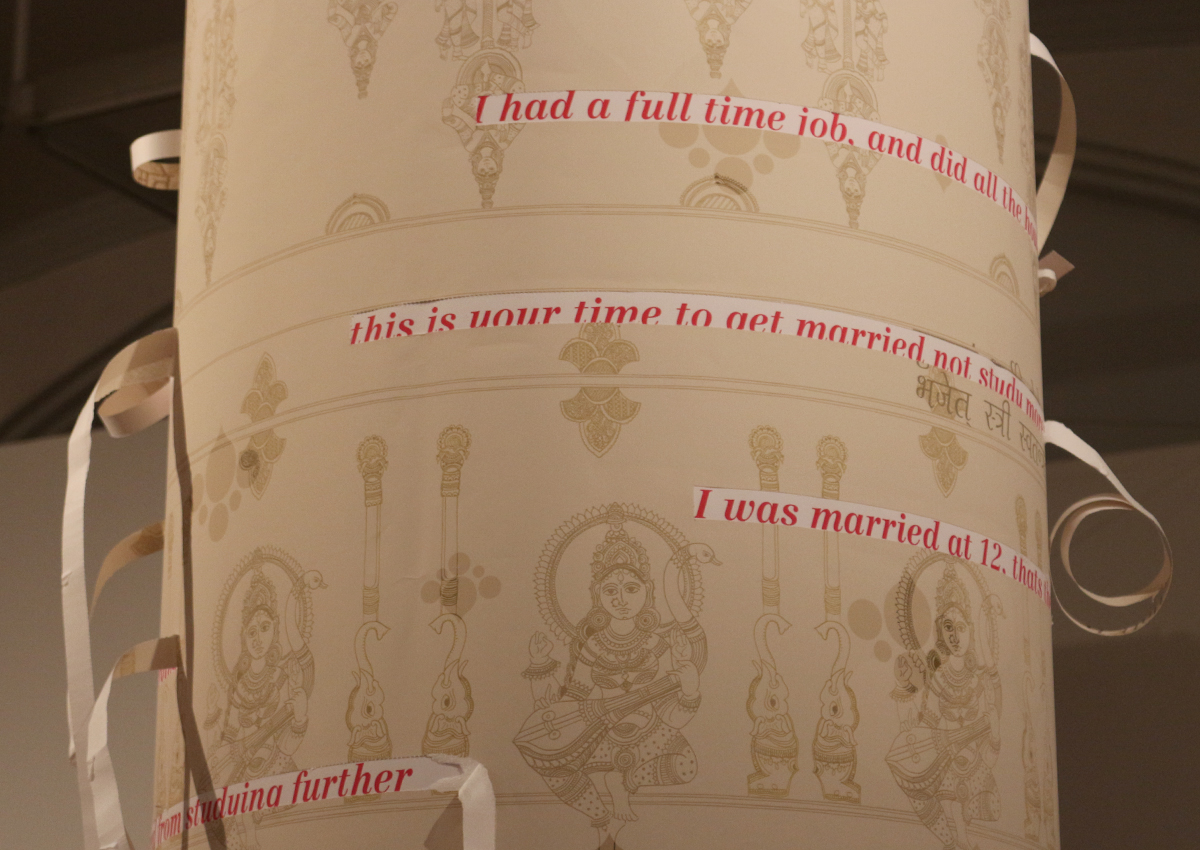 I had a full time job, and did all the
this is your time to get married not study more
भजेत् स्त्री
I was married at 12, thats
from studying further